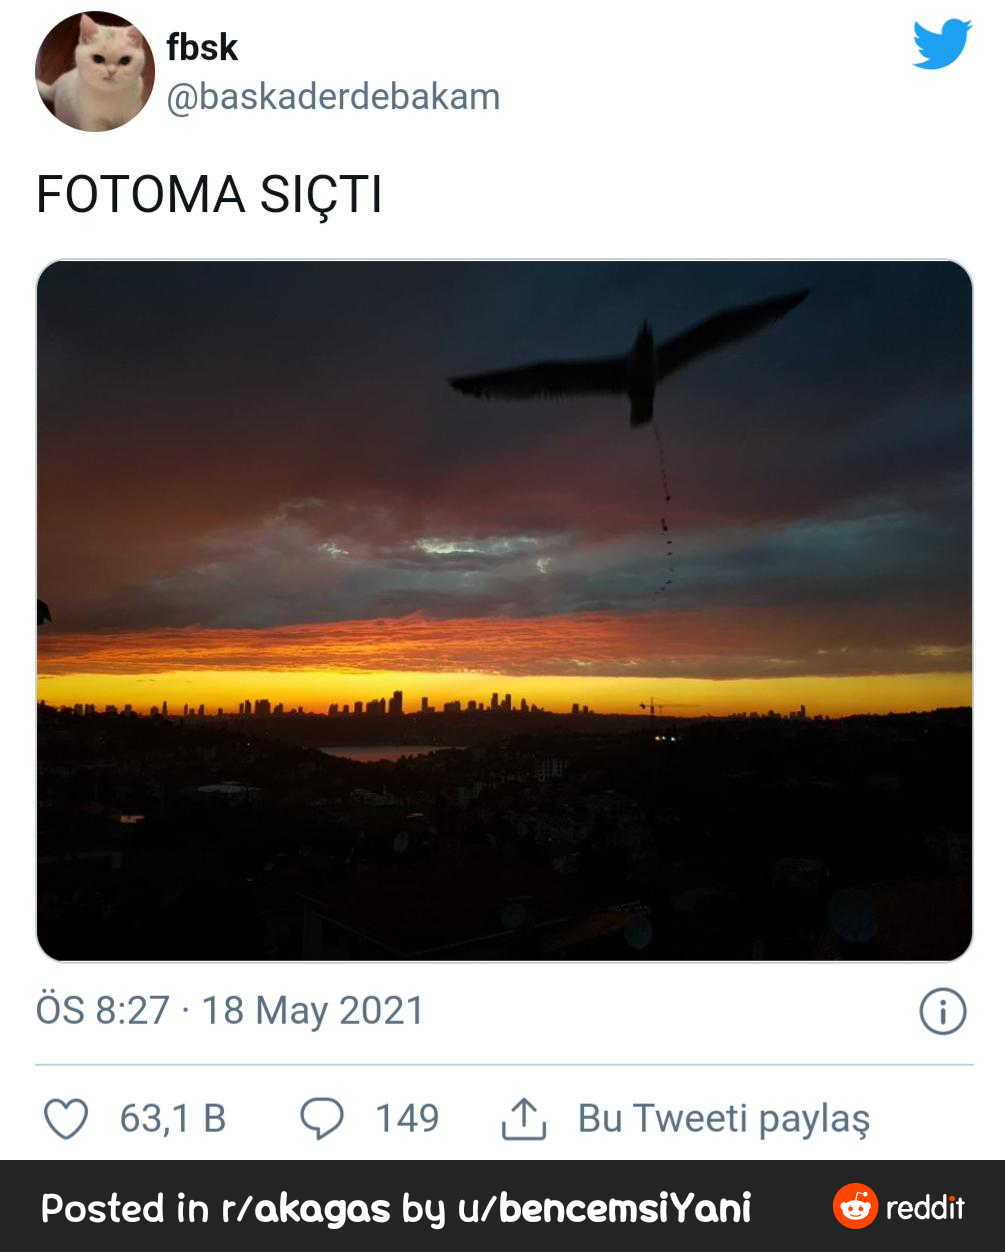 fbsk
@baskaderdebakam
FOTOMA SIÇTI
ÖS 8:27 · 18 May 2021
63,1 B 149 Bu Tweeti paylaş
Posted in r/akagas by u/bencemsiYani reddit